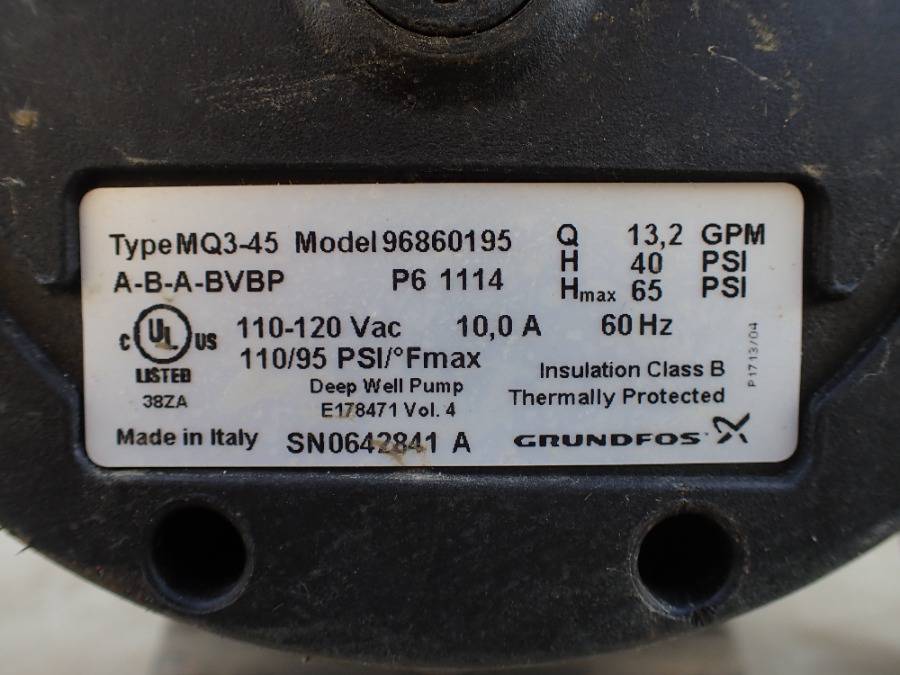 Type MQ3-45 Model 96860195
A-B-A-BVBP P6 1114
Q 13,2 GPM
H 40 PSI
Hmax 65 PSI
C UL US LISTED 38ZA
110-120 Vac 10,0 A 60 Hz
110/95 PSI/°Fmax
Deep Well Pump
E178471 Vol. 4
Insulation Class B
Thermally Protected
P1713/04
Made in Italy SN0642841 A GRUNDFOS